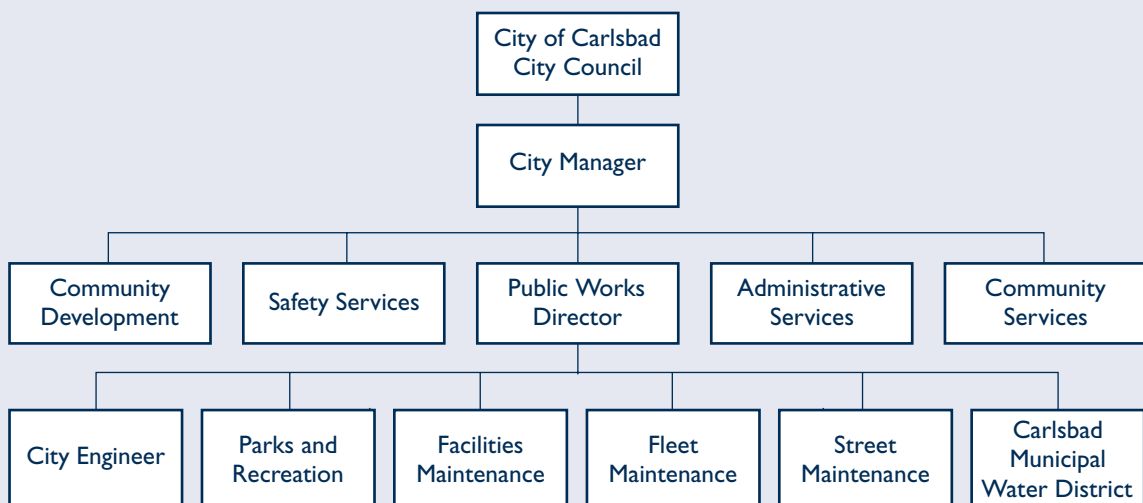 City of Carlsbad
City Council
City Manager
Community
Development
Safety Services
Public Works
Director
Administrative
Services
Community
Services
City Engineer
Parks and
Recreation
Facilities
Maintenance
Fleet
Maintenance
Street
Maintenance
Carlsbad
Municipal
Water District